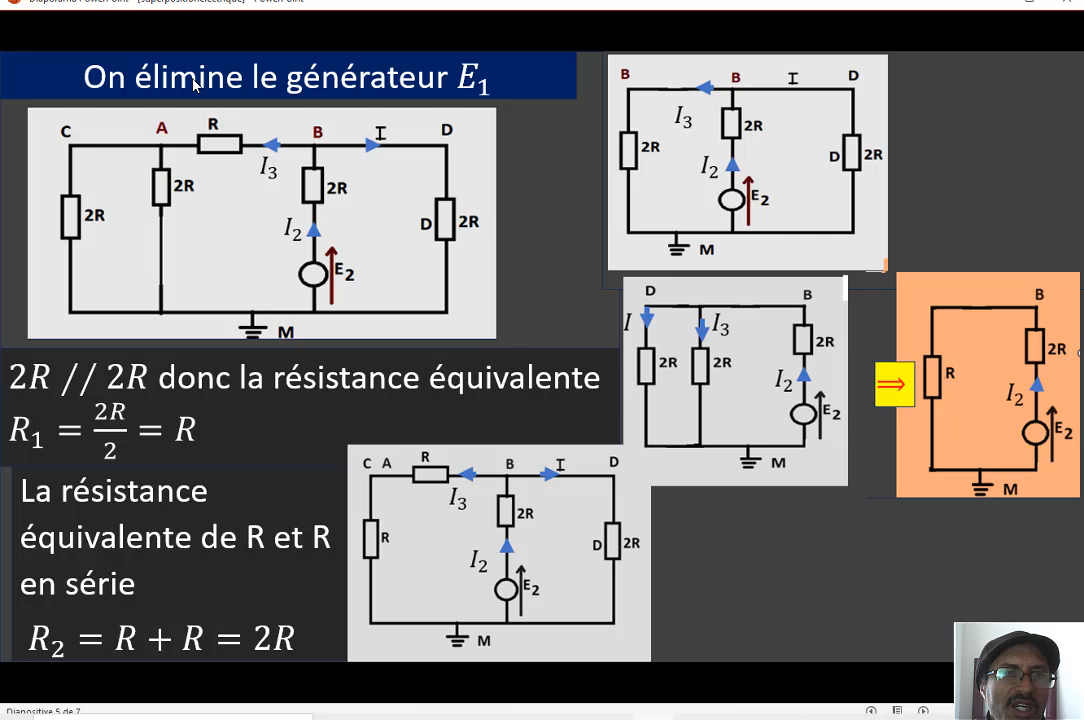 On élimine le générateur E₁
C A R B I D
I₃
2R 2R 2R
I₂ D 2R
E₂
M
B B I D
I₃ 2R
2R I₂ D 2R
E₂
M
2R // 2R donc la résistance équivalente
R₁ = 2R/2 = R
La résistance
équivalente de R et R
en série
R₂ = R + R = 2R
D B
I I₃ 2R
2R 2R I₂
E₂
M
⇒
B
2R
R I₂
E₂
M
C A R B I D
I₃ 2R
R I₂ D 2R
E₂
M
Diapositive 5 de 7